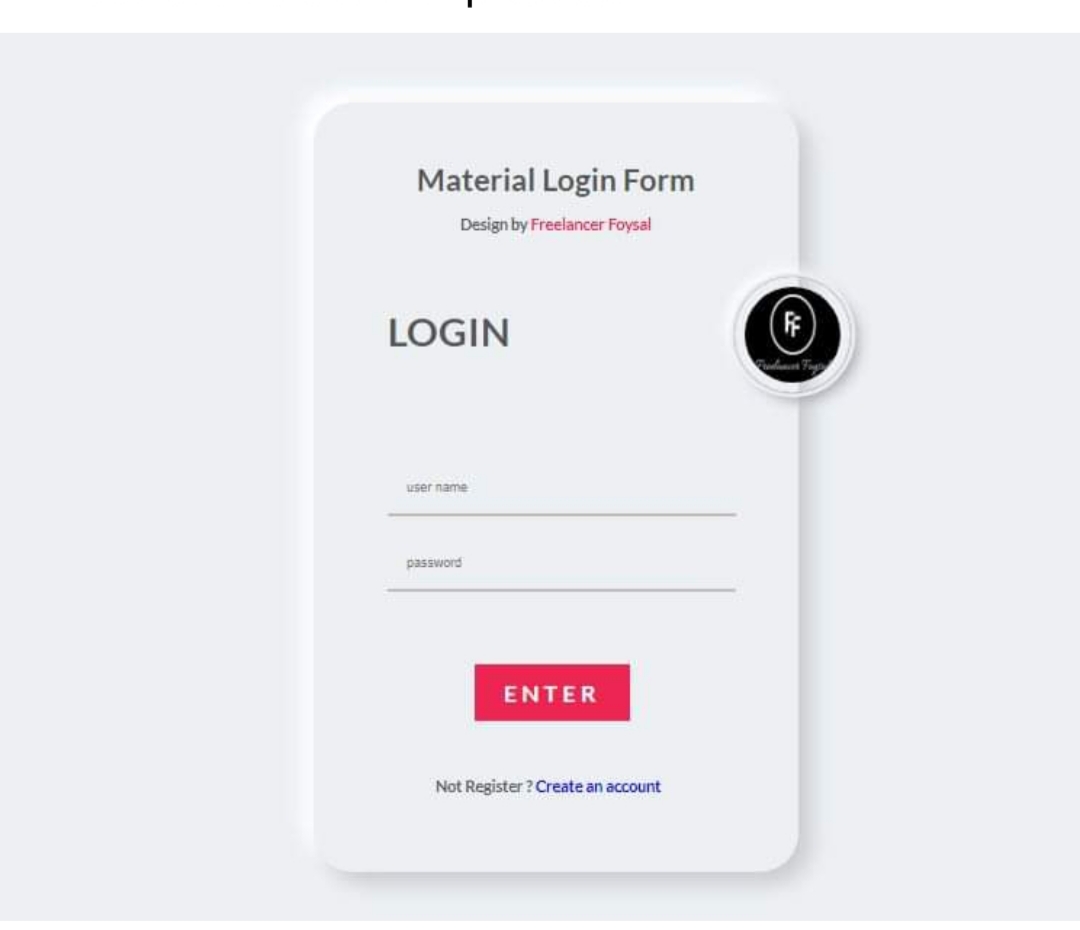 Material Login Form
Design by Freelancer Foysal
LOGIN
FF
Freelancer Foysal
user name
password
ENTER
Not Register ? Create an account